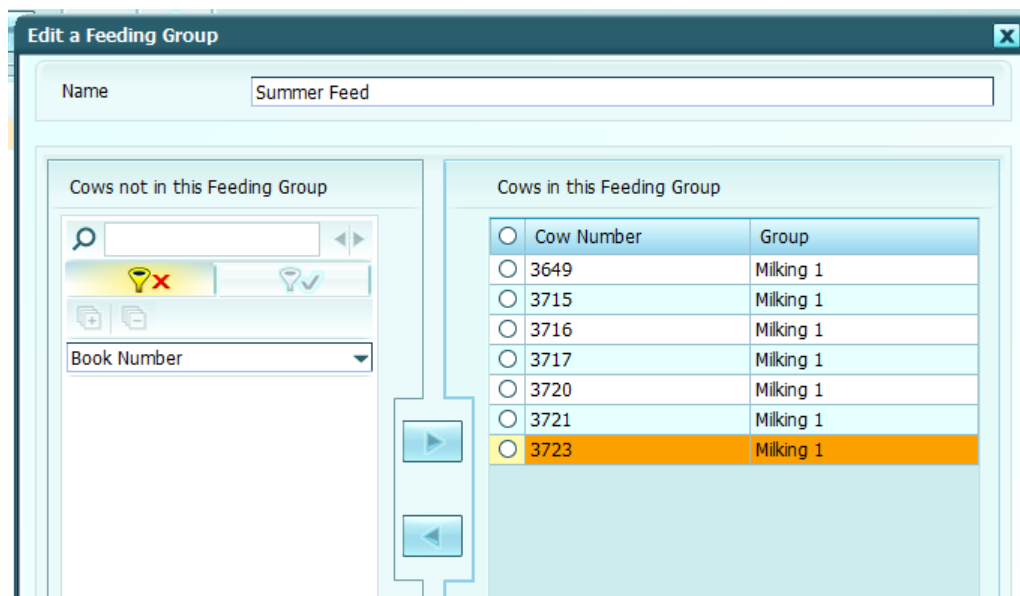 Edit a Feeding Group
Name
Summer Feed
Cows not in this Feeding Group
Book Number
Cows in this Feeding Group
Cow Number Group
3649 Milking 1
3715 Milking 1
3716 Milking 1
3717 Milking 1
3720 Milking 1
3721 Milking 1
3723 Milking 1